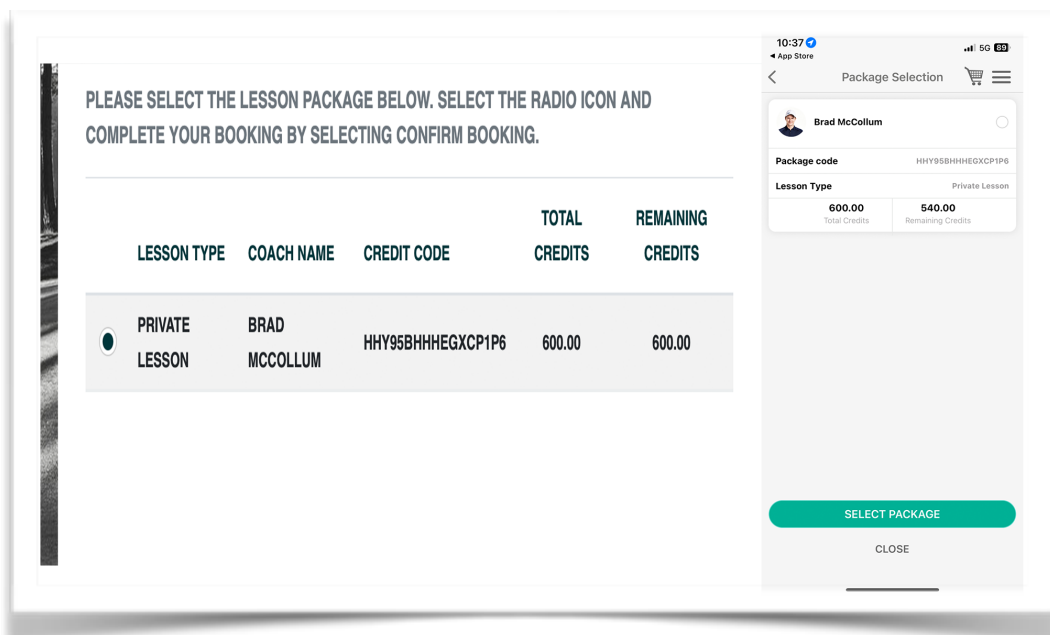 PLEASE SELECT THE LESSON PACKAGE BELOW. SELECT THE RADIO ICON AND
COMPLETE YOUR BOOKING BY SELECTING CONFIRM BOOKING.
TOTAL REMAINING
LESSON TYPE COACH NAME CREDIT CODE CREDITS CREDITS
PRIVATE BRAD
HHY95BHHHEGXCP1P6 600.00 600.00
LESSON MCCOLLUM
10:37 5G 89
◄ App Store
Package Selection
Brad McCollum
Package code HHY95BHHHEGXCP1P6
Lesson Type Private Lesson
600.00 540.00
Total Credits Remaining Credits
SELECT PACKAGE
CLOSE